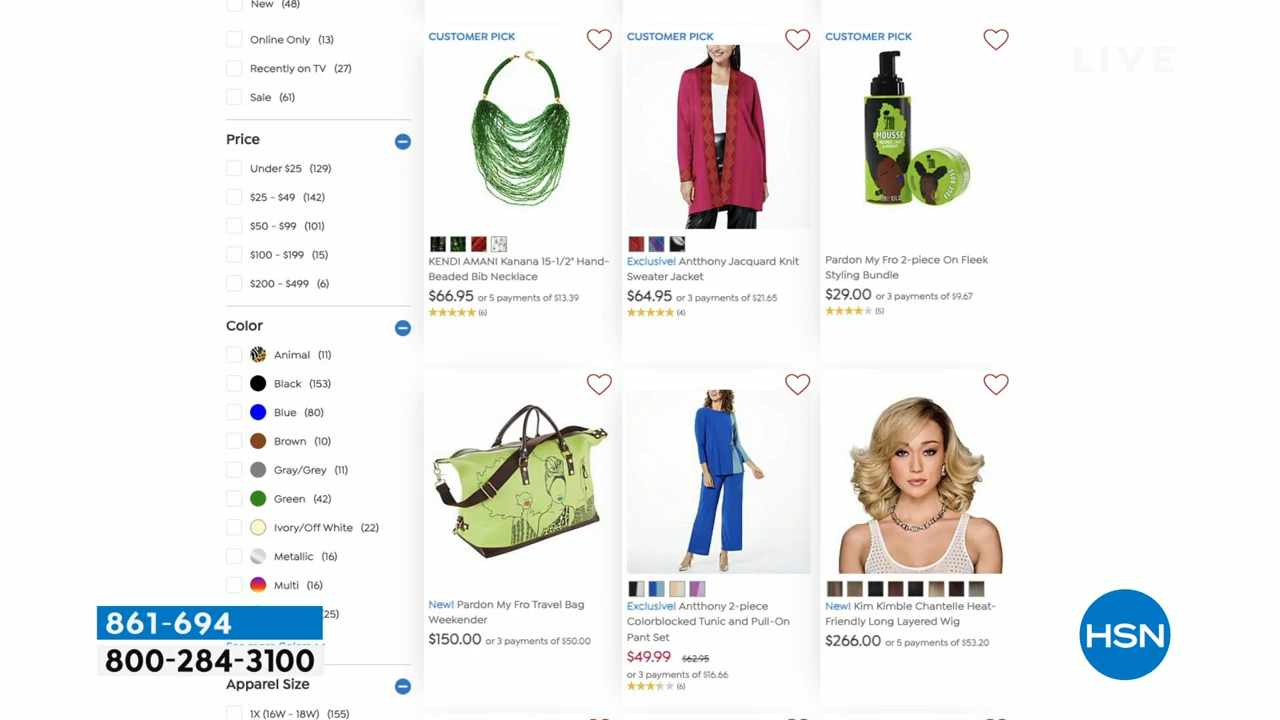 New (48)
Online Only (13)
Recently on TV (27)
Sale (61)
Price
Under $25 (129)
$25 - $49 (142)
$50 - $99 (101)
$100 - $199 (15)
$200 - $499 (6)
Color
Animal (11)
Black (153)
Blue (80)
Brown (10)
Gray/Grey (11)
Green (42)
Ivory/Off White (22)
Metallic (16)
Multi (16)
(25)
861-694
800-284-3100
Apparel Size
1X (16W - 18W) (155)
CUSTOMER PICK
KENDI AMANI Kanana 15-1/2" Hand-
Beaded Bib Necklace
$66.95 or 5 payments of $13.39
(6)
CUSTOMER PICK
Exclusive! Antthony Jacquard Knit
Sweater Jacket
$64.95 or 3 payments of $21.65
(4)
CUSTOMER PICK
MOUSSE
EDGE BOSS
Pardon My Fro 2-piece On Fleek
Styling Bundle
$29.00 or 3 payments of $9.67
(5)
New! Pardon My Fro Travel Bag
Weekender
$150.00 or 3 payments of $50.00
Exclusive! Antthony 2-piece
Colorblocked Tunic and Pull-On
Pant Set
$49.99 $62.95
or 3 payments of $16.66
(6)
New! Kim Kimble Chantelle Heat-
Friendly Long Layered Wig
$266.00 or 5 payments of $53.20
LIVE
HSN